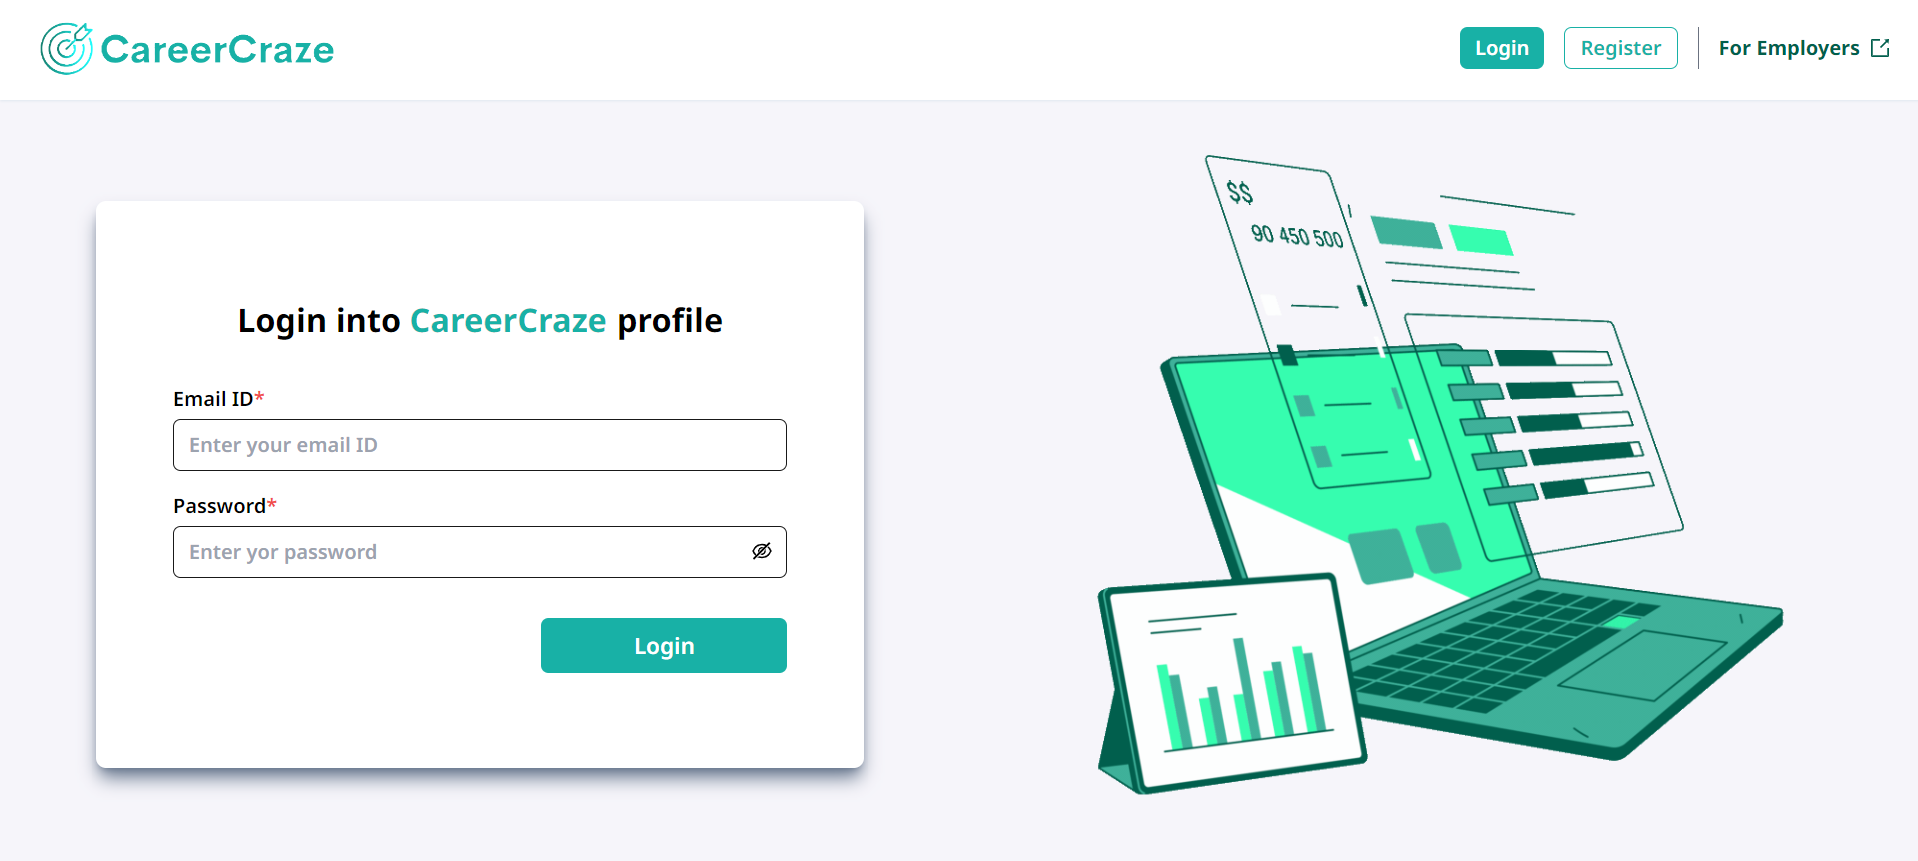 CareerCraze
Login
Register
For Employers
Login into CareerCraze profile
Email ID*
Enter your email ID
Password*
Enter yor password
Login
$$
90 450 500